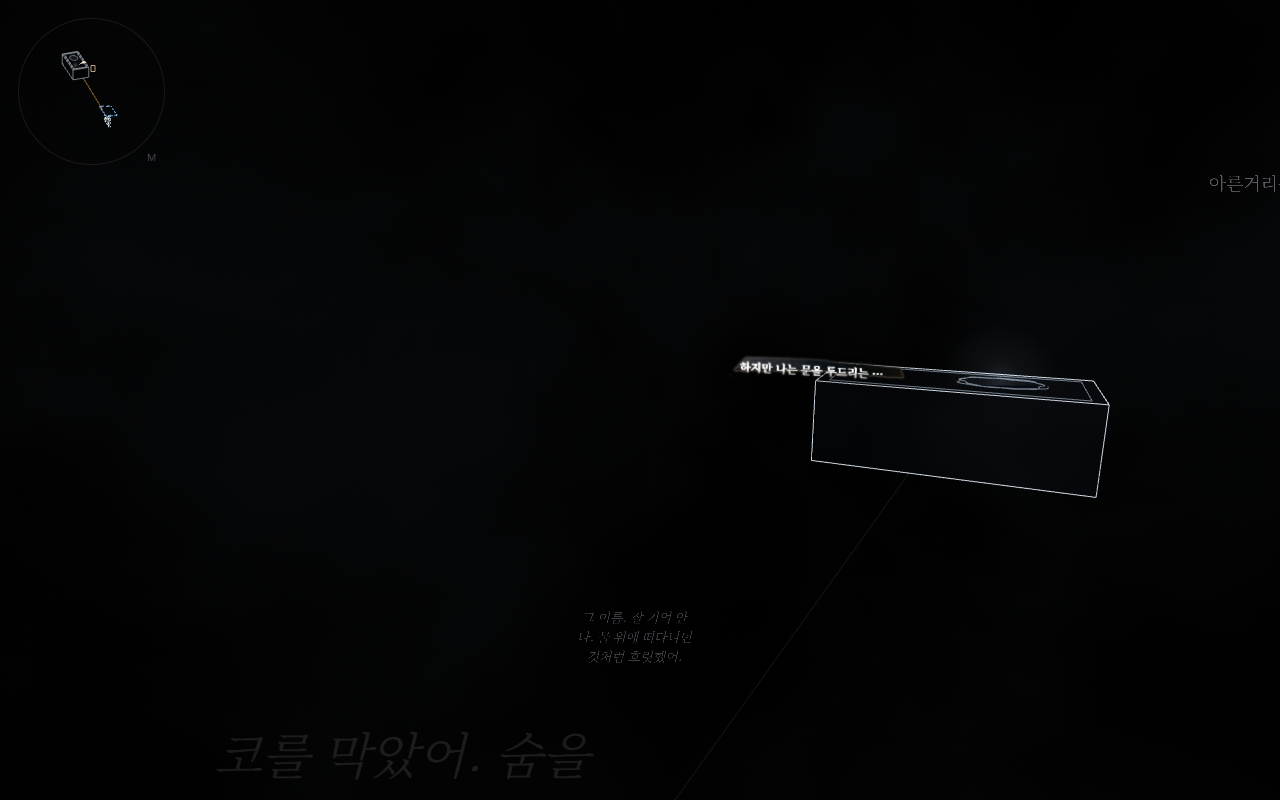 M
아른거리
하지만 나는 문을 두드리는 ...
그 이름. 잘 기억 안
나. 물 위에 떠다니던
것처럼 흐릿했어.
코를 막았어. 숨을